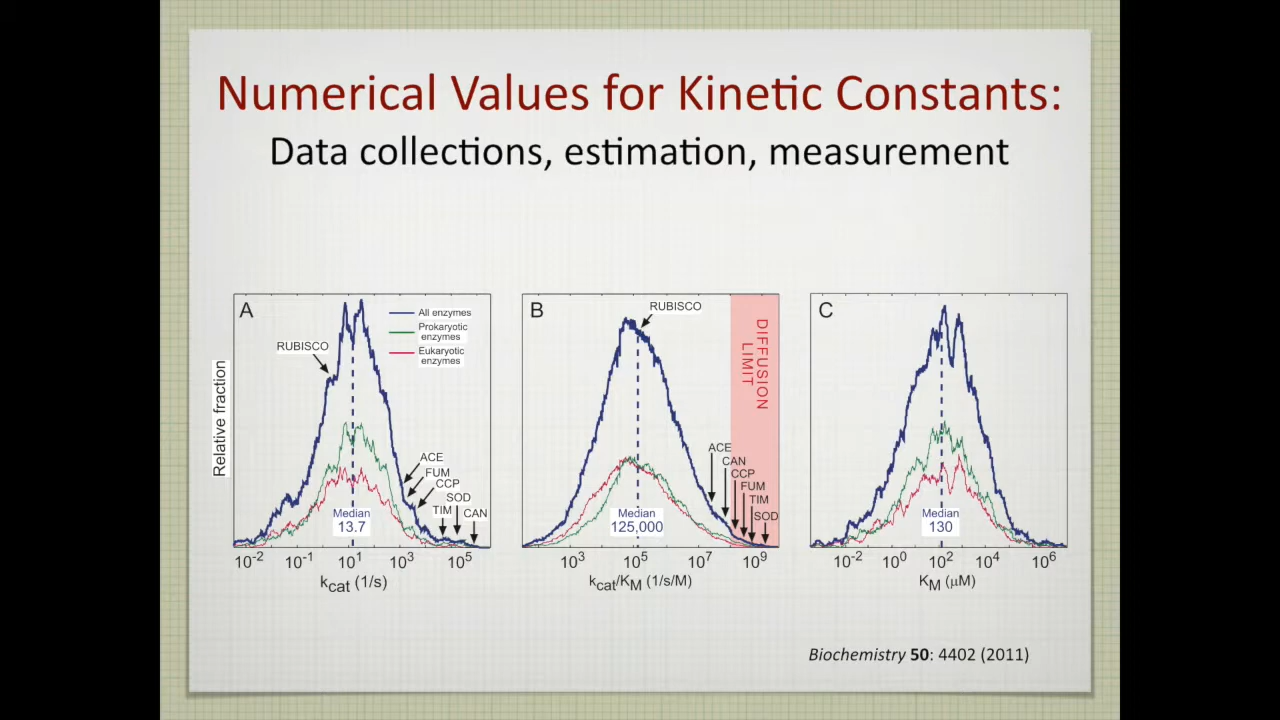 Numerical Values for Kinetic Constants:
Data collections, estimation, measurement
Relative fraction
A
All enzymes
Prokaryotic
enzymes
Eukaryotic
enzymes
RUBISCO
ACE
FUM
CCP
SOD
TIM
CAN
Median
13.7
10-2 10-1 101 103 105
kcat (1/s)
B
RUBISCO
DIFFUSION
LIMIT
ACE
CAN
CCP
FUM
TIM
SOD
Median
125,000
103 105 107 109
kcat/KM (1/s/M)
C
Median
130
10-2 100 102 104 106
KM (µM)
Biochemistry 50: 4402 (2011)